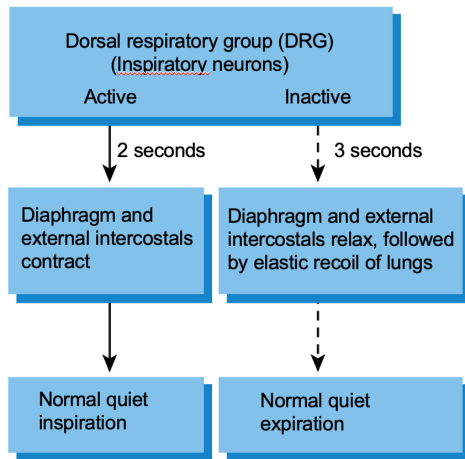 Dorsal respiratory group (DRG)
(Inspiratory neurons)
Active
Inactive
2 seconds
3 seconds
Diaphragm and
external intercostals
contract
Diaphragm and external
intercostals relax, followed
by elastic recoil of lungs
Normal quiet
inspiration
Normal quiet
expiration